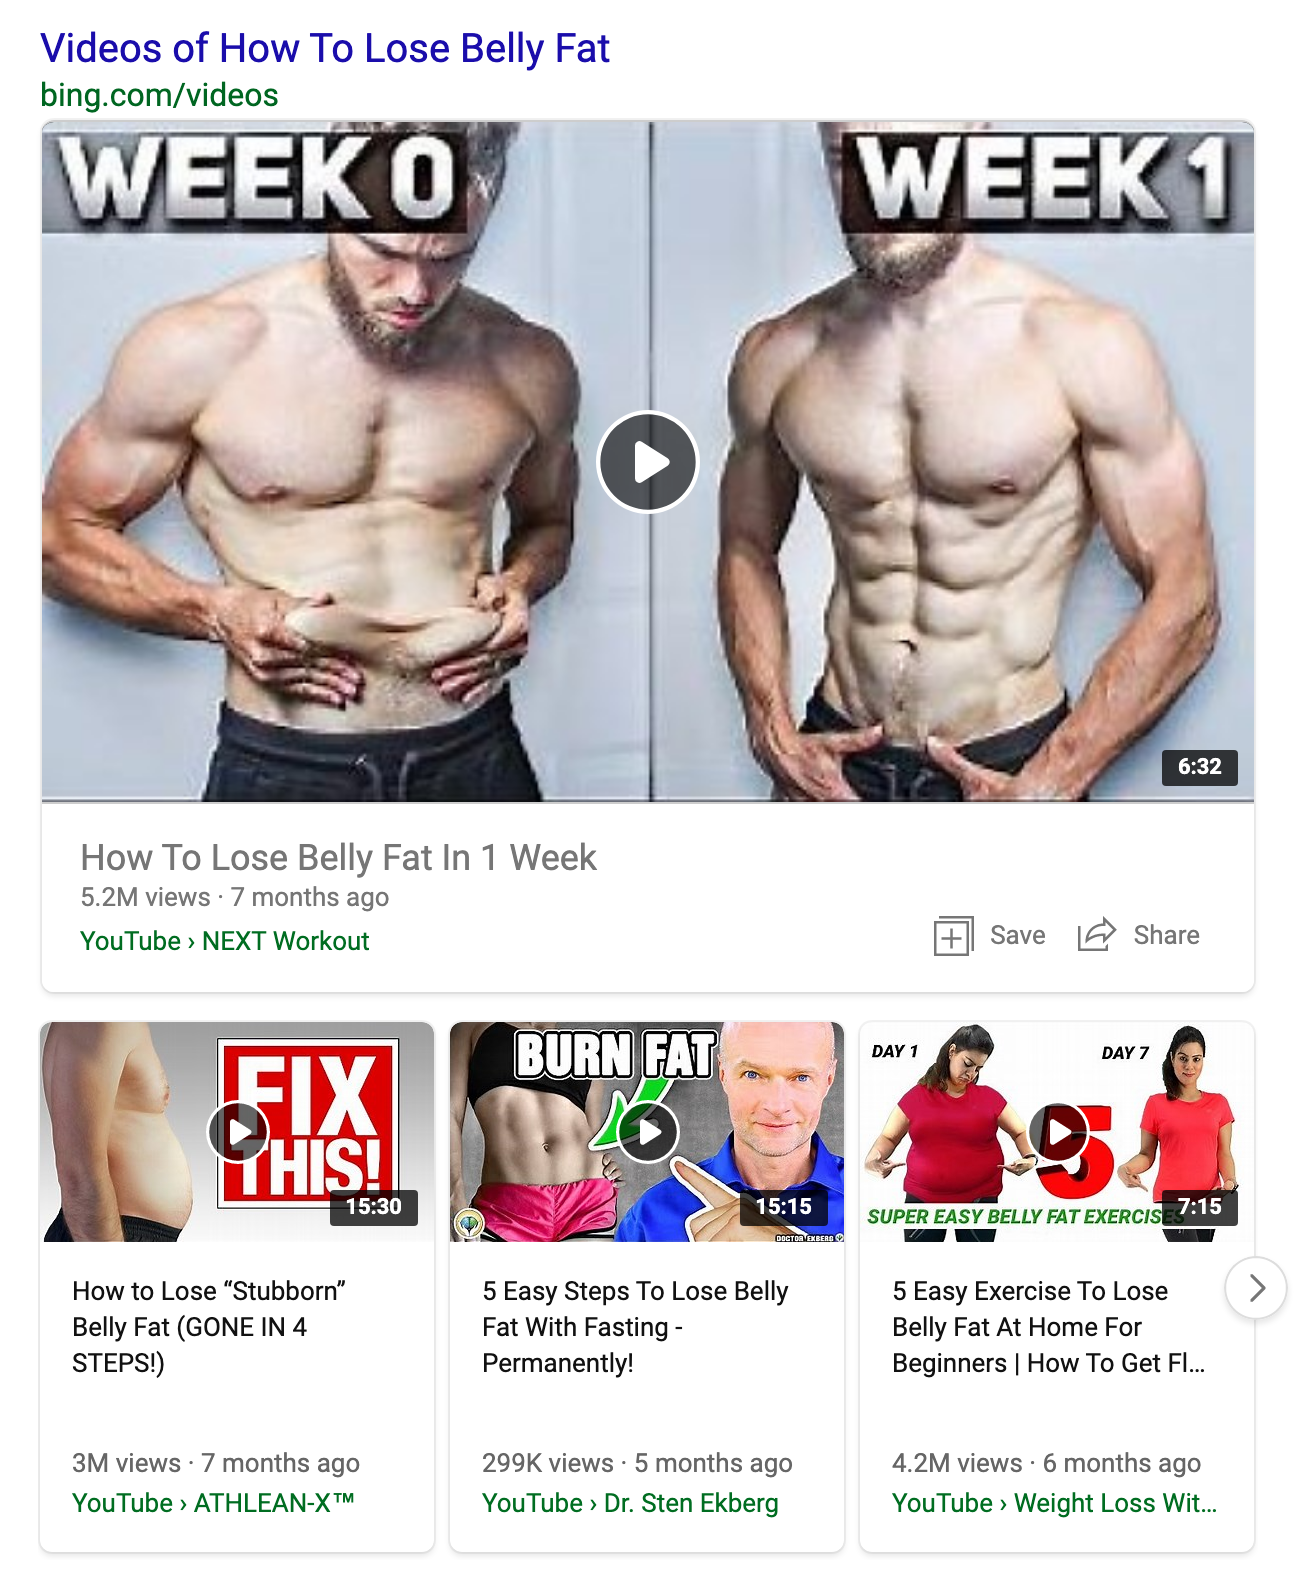 Videos of How To Lose Belly Fat
bing.com/videos
WEEK 0
WEEK 1
6:32
How To Lose Belly Fat In 1 Week
5.2M views · 7 months ago
YouTube › NEXT Workout
Save
Share
FIX
THIS!
15:30
How to Lose “Stubborn”
Belly Fat (GONE IN 4
STEPS!)
3M views · 7 months ago
YouTube › ATHLEAN-X™
BURN FAT
15:15
DOCTOR EKBERG
5 Easy Steps To Lose Belly
Fat With Fasting -
Permanently!
299K views · 5 months ago
YouTube › Dr. Sten Ekberg
DAY 1
DAY 7
5
SUPER EASY BELLY FAT EXERCISES
7:15
5 Easy Exercise To Lose
Belly Fat At Home For
Beginners | How To Get Fl...
4.2M views · 6 months ago
YouTube › Weight Loss Wit...